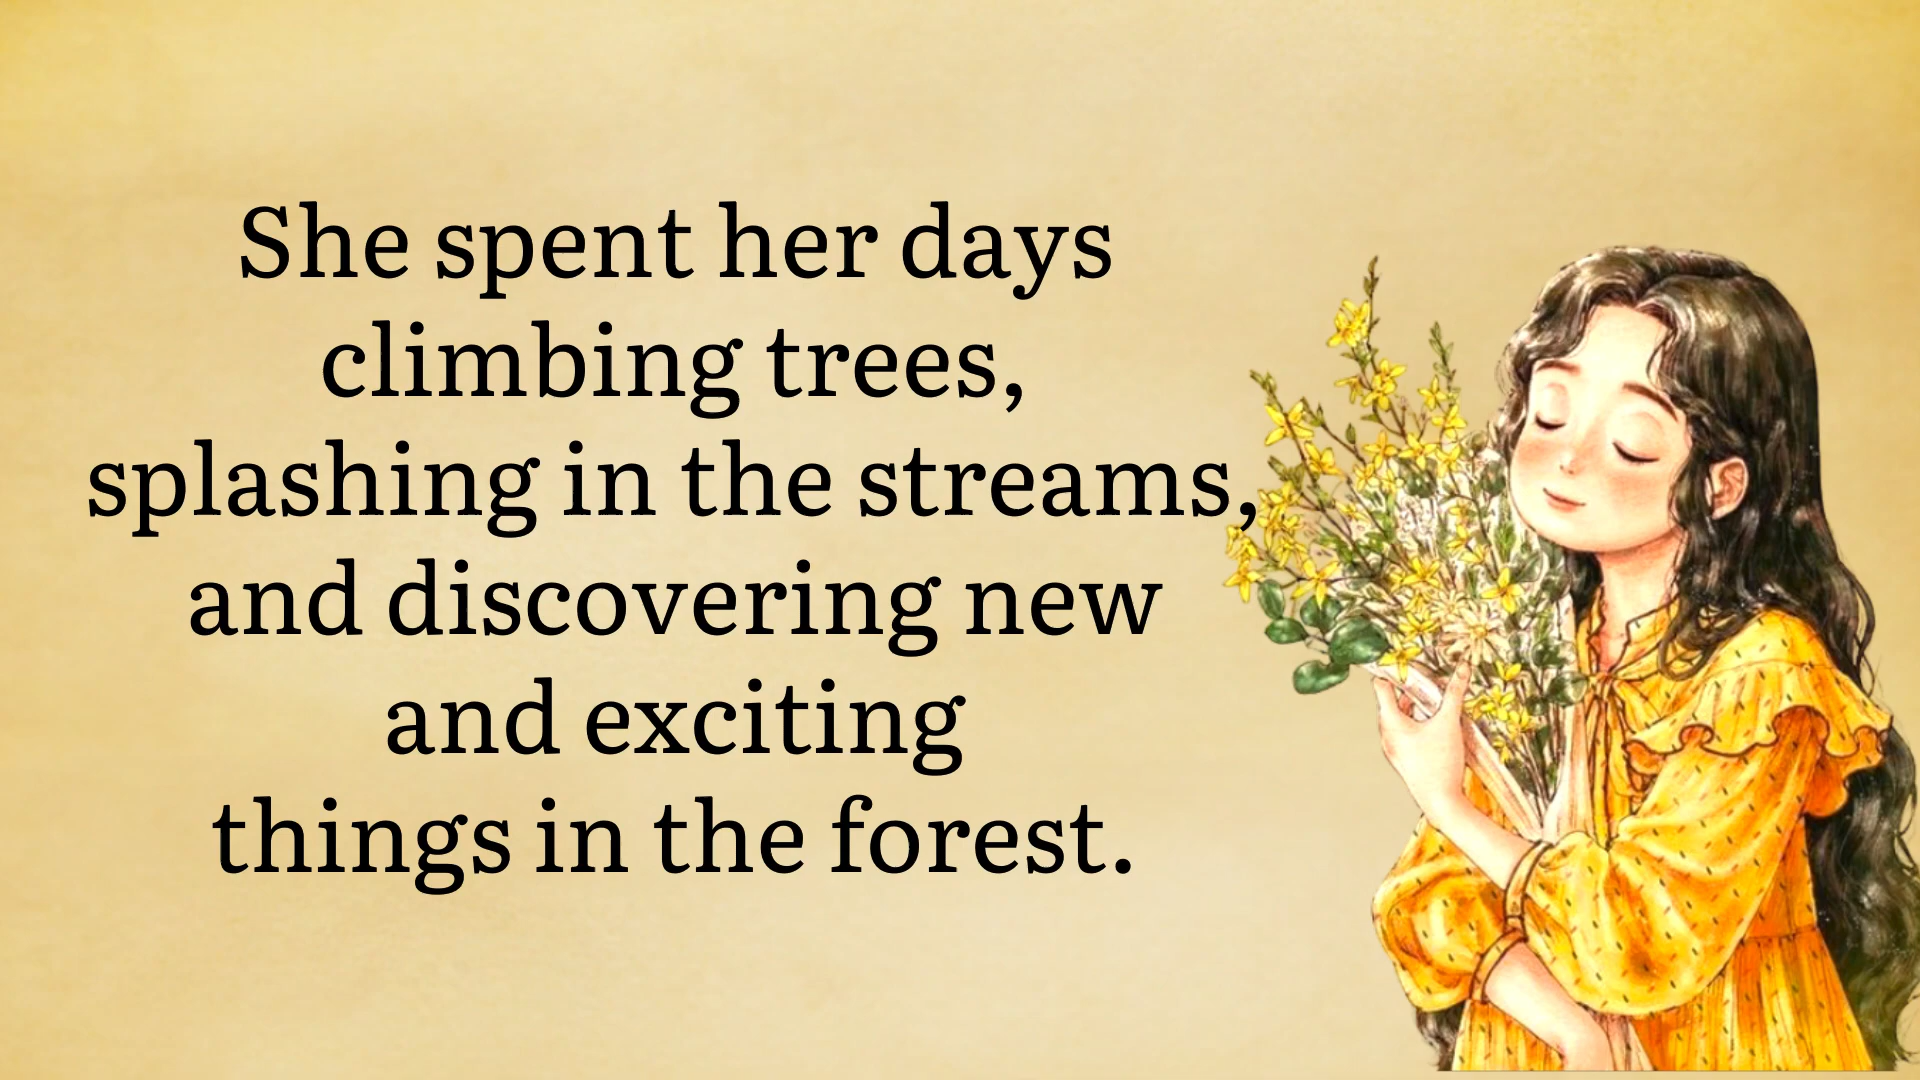 She spent her days
climbing trees,
splashing in the streams,
and discovering new
and exciting
things in the forest.